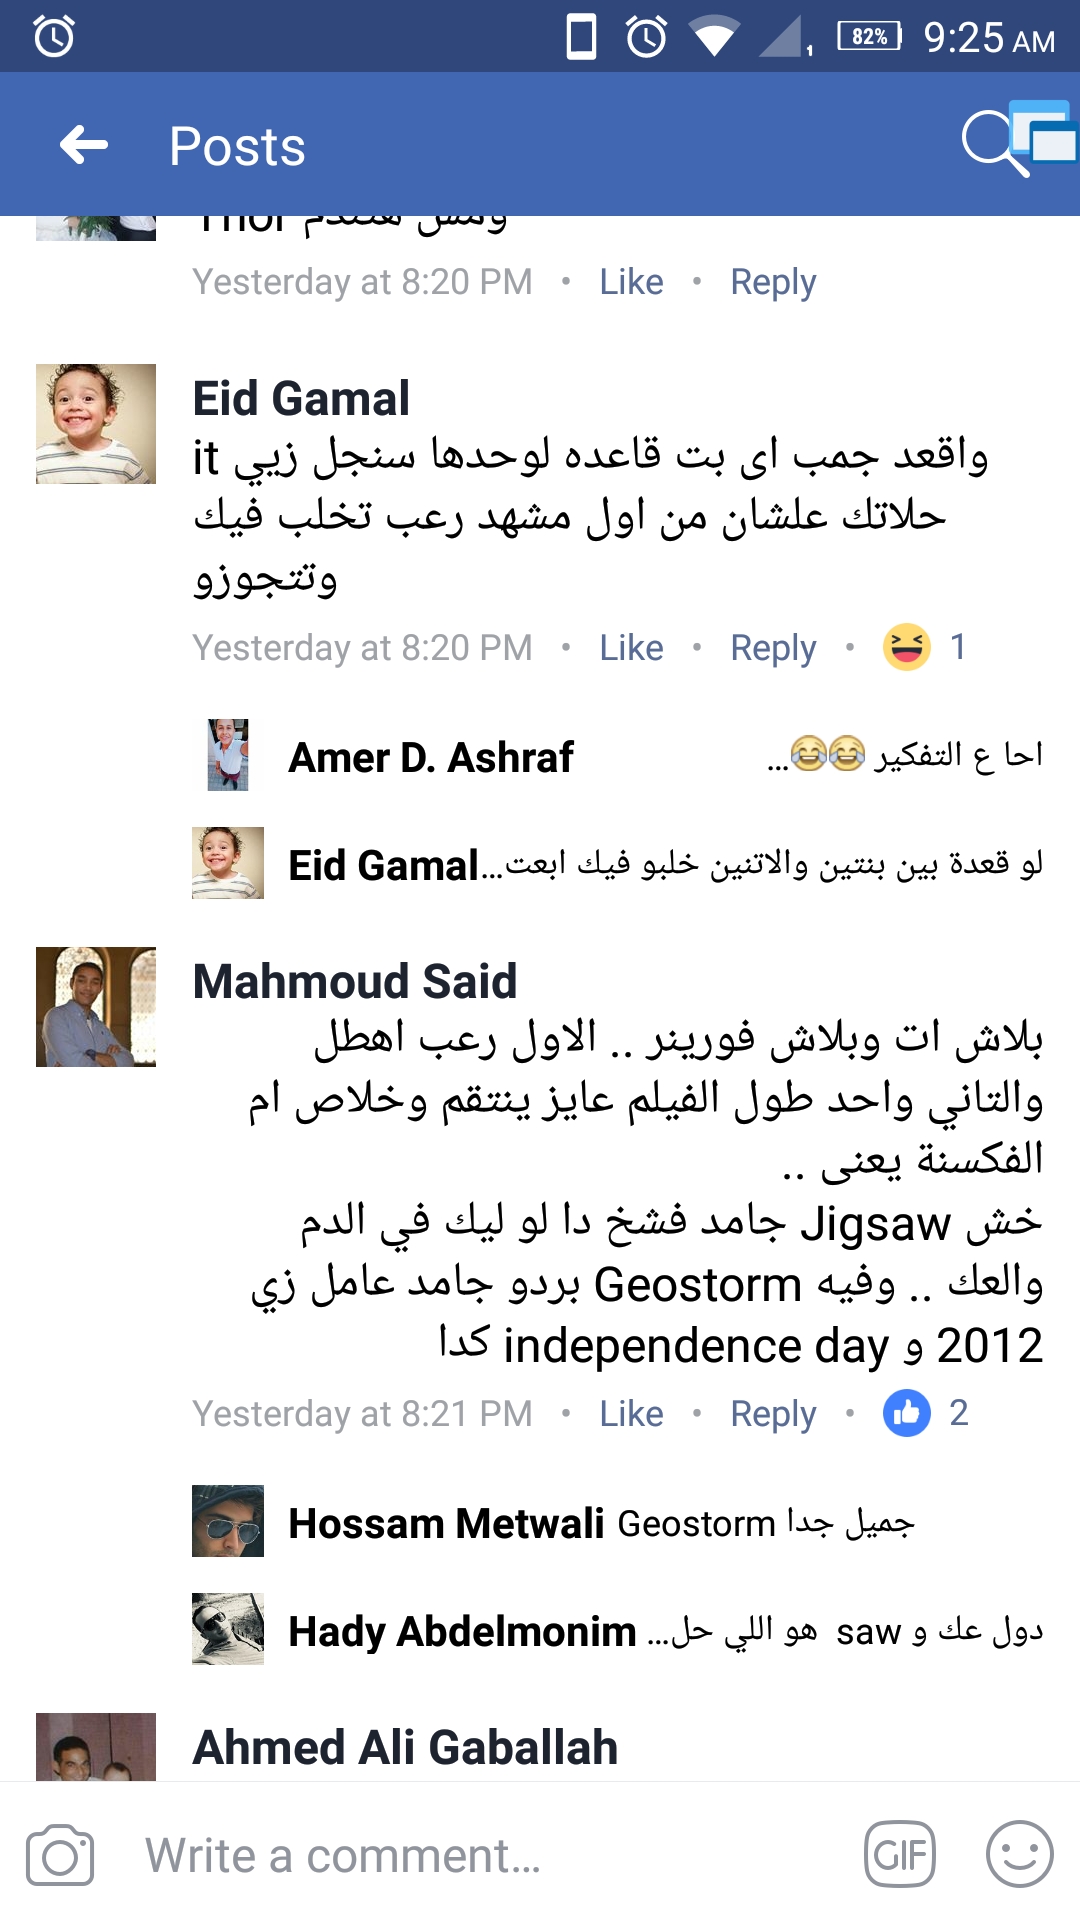 82% 9:25 AM
Posts
Thor ومش هتندم
Yesterday at 8:20 PM • Like • Reply
Eid Gamal
it واقعد جمب اى بت قاعده لوحدها سنجل زيي
حلاتك علشان من اول مشهد رعب تخلب فيك
وتتجوزو
Yesterday at 8:20 PM • Like • Reply • 1
Amer D. Ashraf احا ع التفكير 😂😂...
Eid Gamal لو قعدة بين بنتين والاتنين خلبو فيك ابعت...
Mahmoud Said
بلاش ات وبلاش فورينر .. الاول رعب اهطل
والتاني واحد طول الفيلم عايز ينتقم وخلاص ام
الفكسنة يعنى ..
خش Jigsaw جامد فشخ دا لو ليك في الدم
والعك .. وفيه Geostorm بردو جامد عامل زي
2012 و independence day كدا
Yesterday at 8:21 PM • Like • Reply • 2
Hossam Metwali Geostorm جميل جدا
Hady Abdelmonim دول عك و saw هو اللي حل...
Ahmed Ali Gaballah
Write a comment...
GIF